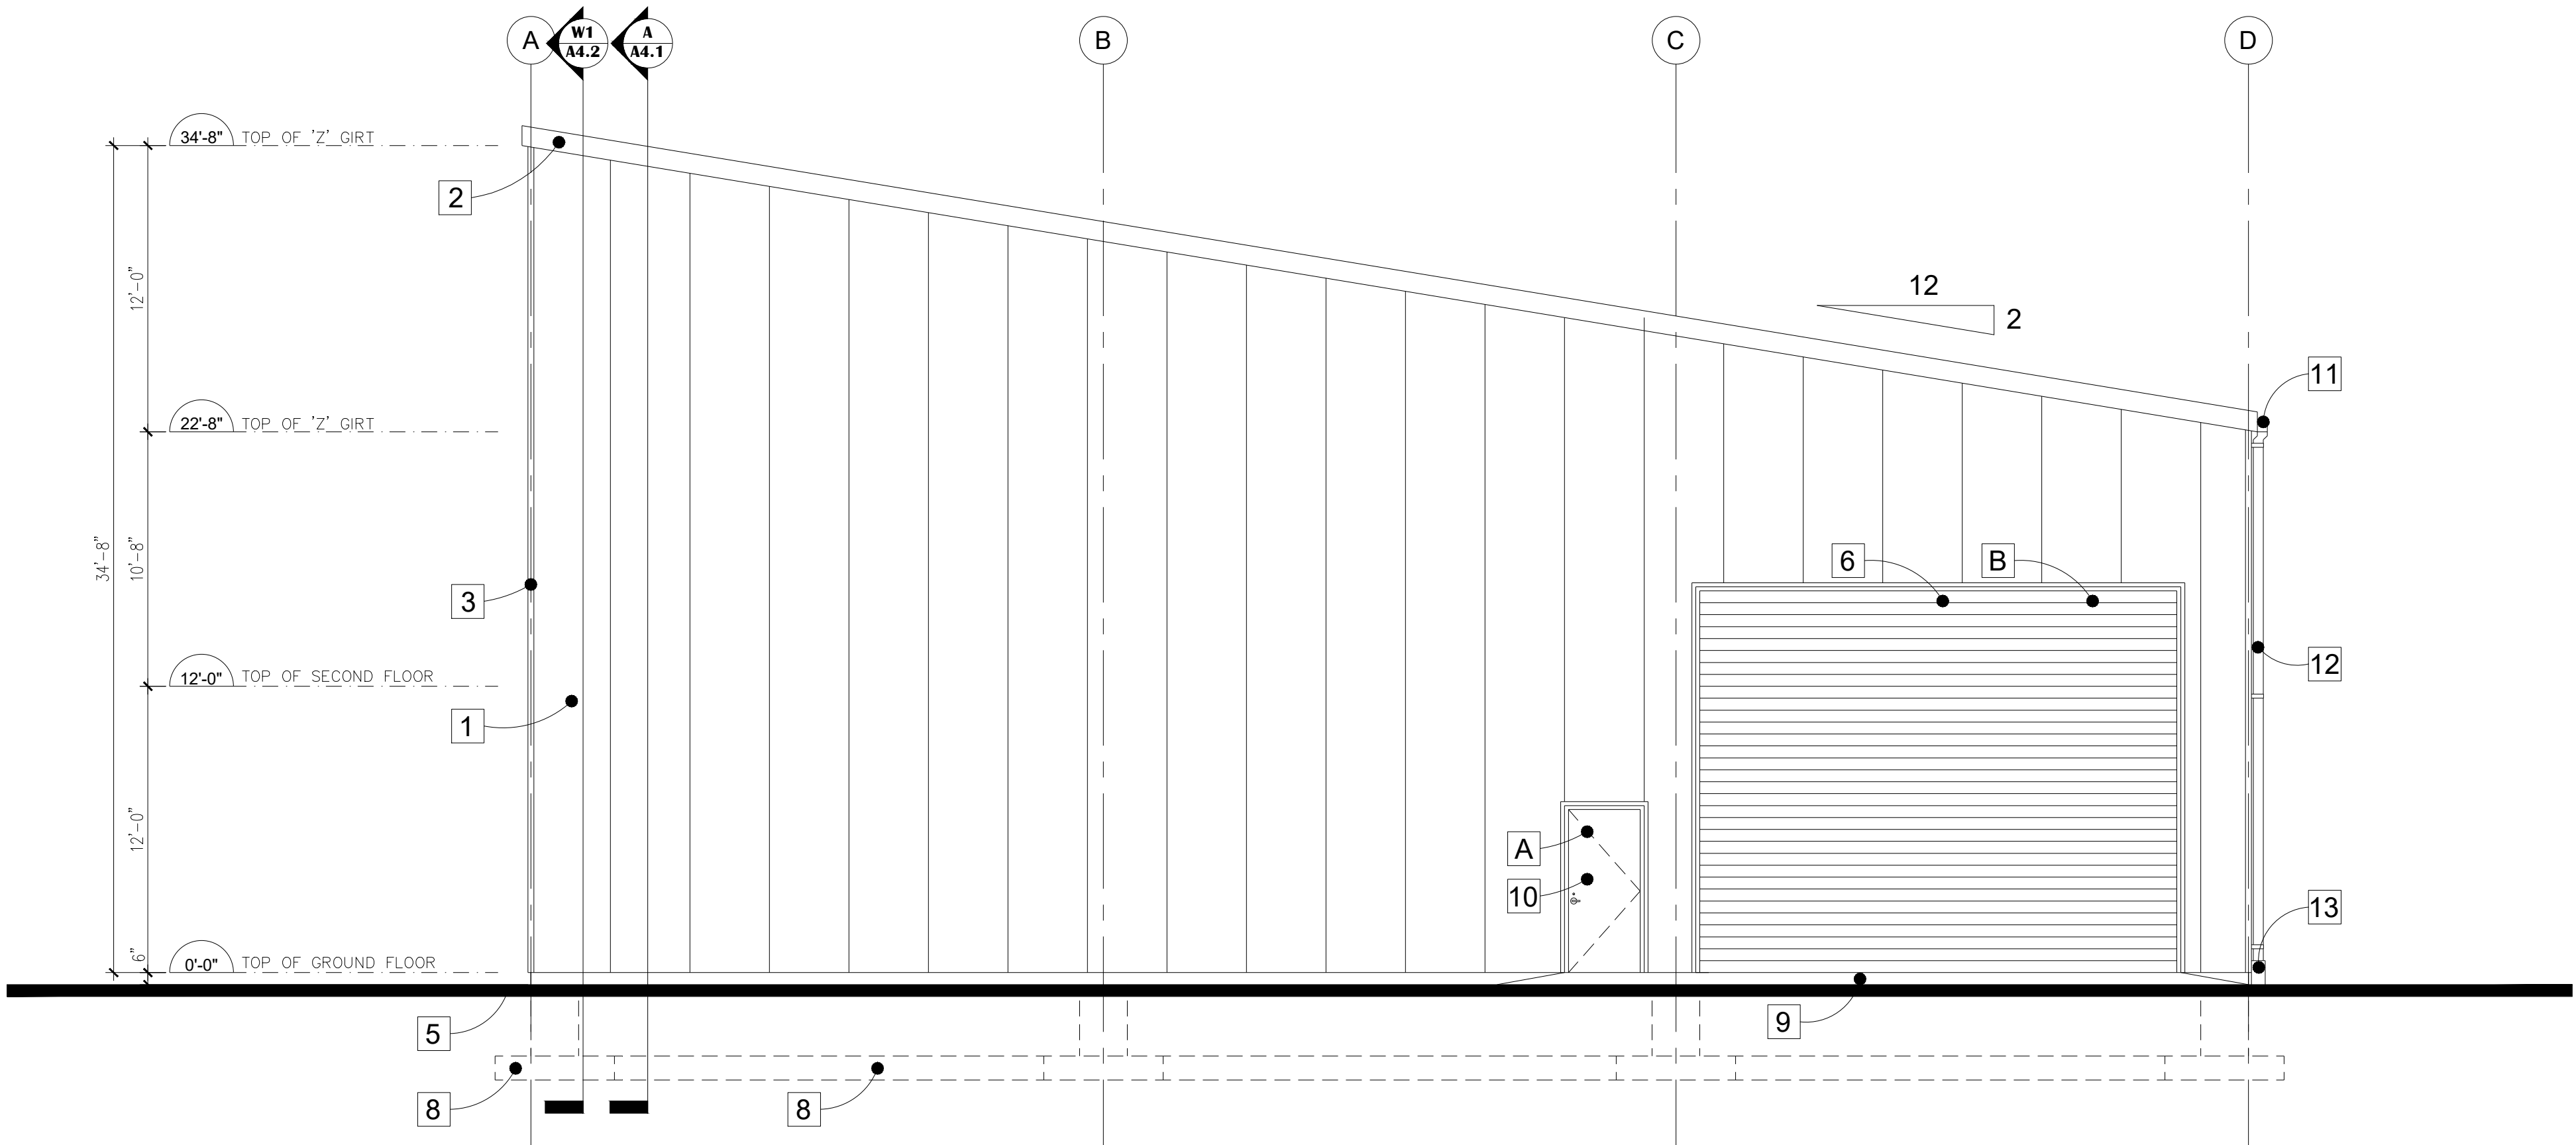 A
W1
A4.2
A
A4.1
B
C
D
34'-8" TOP OF 'Z' GIRT
2
12'-0"
12
2
11
22'-8" TOP OF 'Z' GIRT
34'-8"
10'-8"
6
B
3
12'-0" TOP OF SECOND FLOOR
12
1
12'-0"
A
10
13
6"
0'-0" TOP OF GROUND FLOOR
5
9
8
8